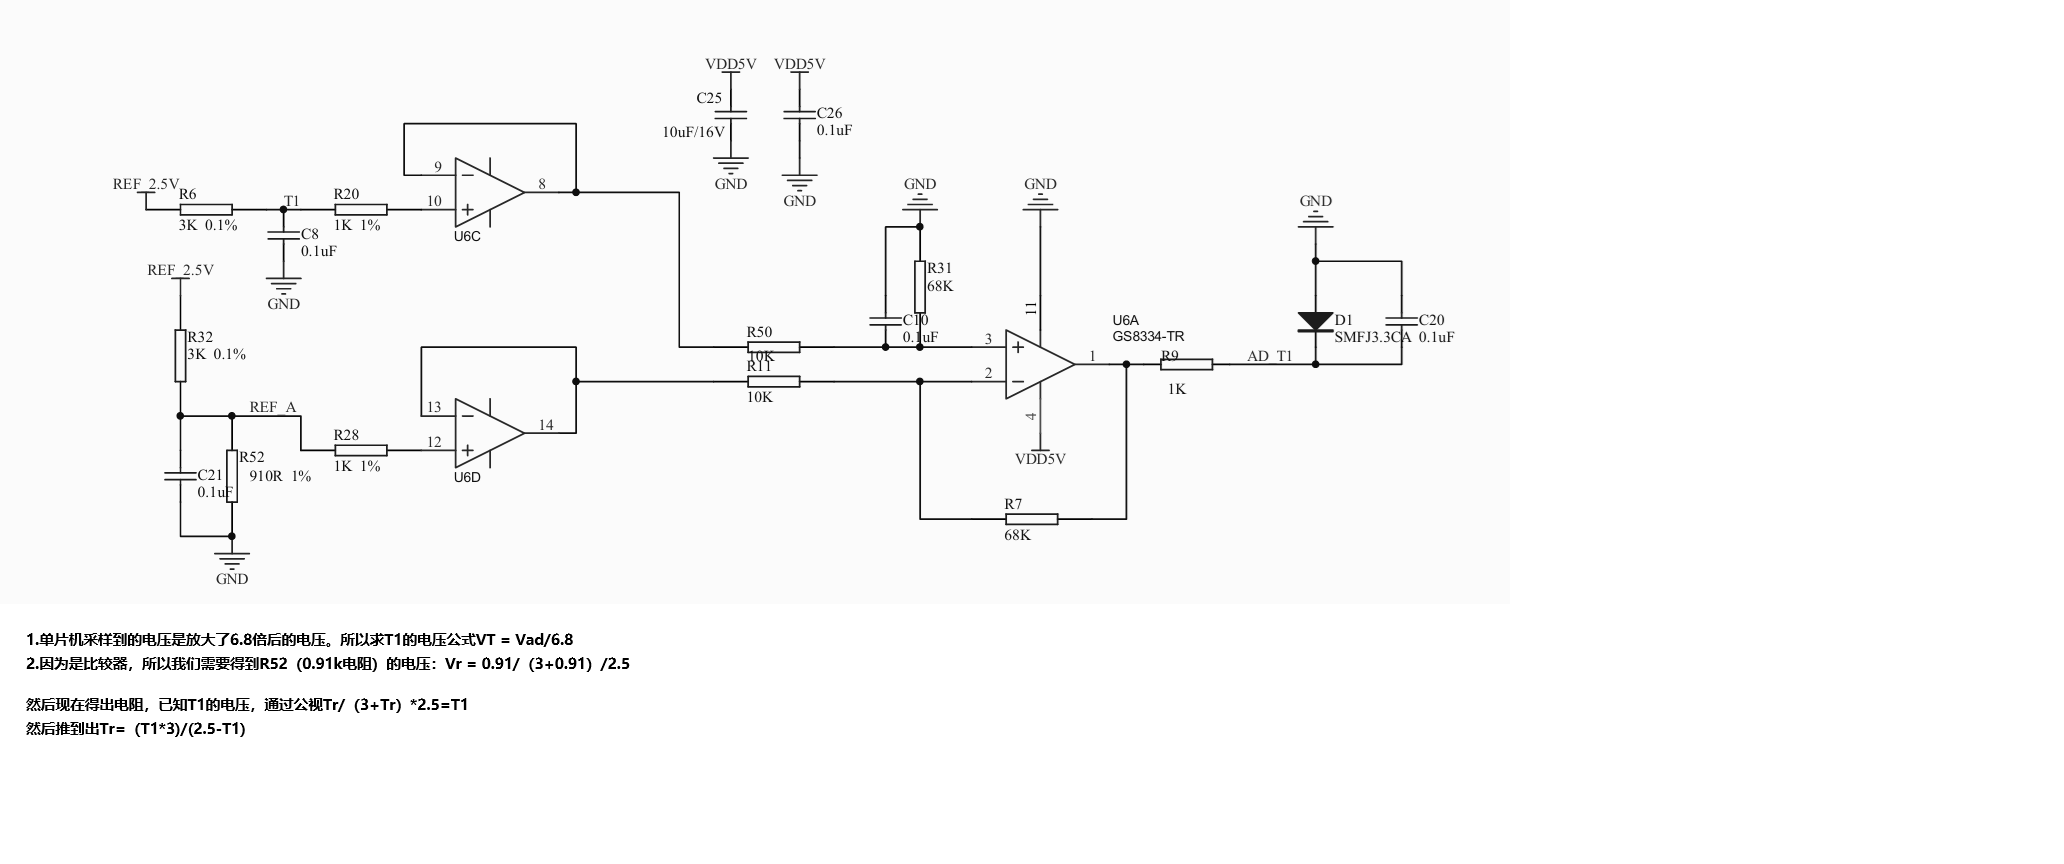 VDD5V
VDD5V
C25
10uF/16V
C26
0.1uF
GND
GND
9
10
8
U6C
REF_2.5V
R6
3K 0.1%
T1
R20
1K 1%
C8
0.1uF
GND
REF_2.5V
R32
3K 0.1%
REF_A
R28
1K 1%
C21
0.1uF
R52
910R 1%
GND
13
12
14
U6D
GND
R31
68K
C10
0.1uF
R50
10K
R11
10K
GND
11
3
2
1
4
U6A
GS8334-TR
VDD5V
R7
68K
R9
1K
AD_T1
GND
D1
SMFJ3.3CA
C20
0.1uF
1.单片机采样到的电压是放大了6.8倍后的电压。所以求T1的电压公式VT = Vad/6.8
2.因为是比较器，所以我们需要得到R52（0.91k电阻）的电压：Vr = 0.91/（3+0.91）/2.5
然后现在得出电阻，已知T1的电压，通过公视Tr/（3+Tr）*2.5=T1
然后推到出Tr=（T1*3)/(2.5-T1)